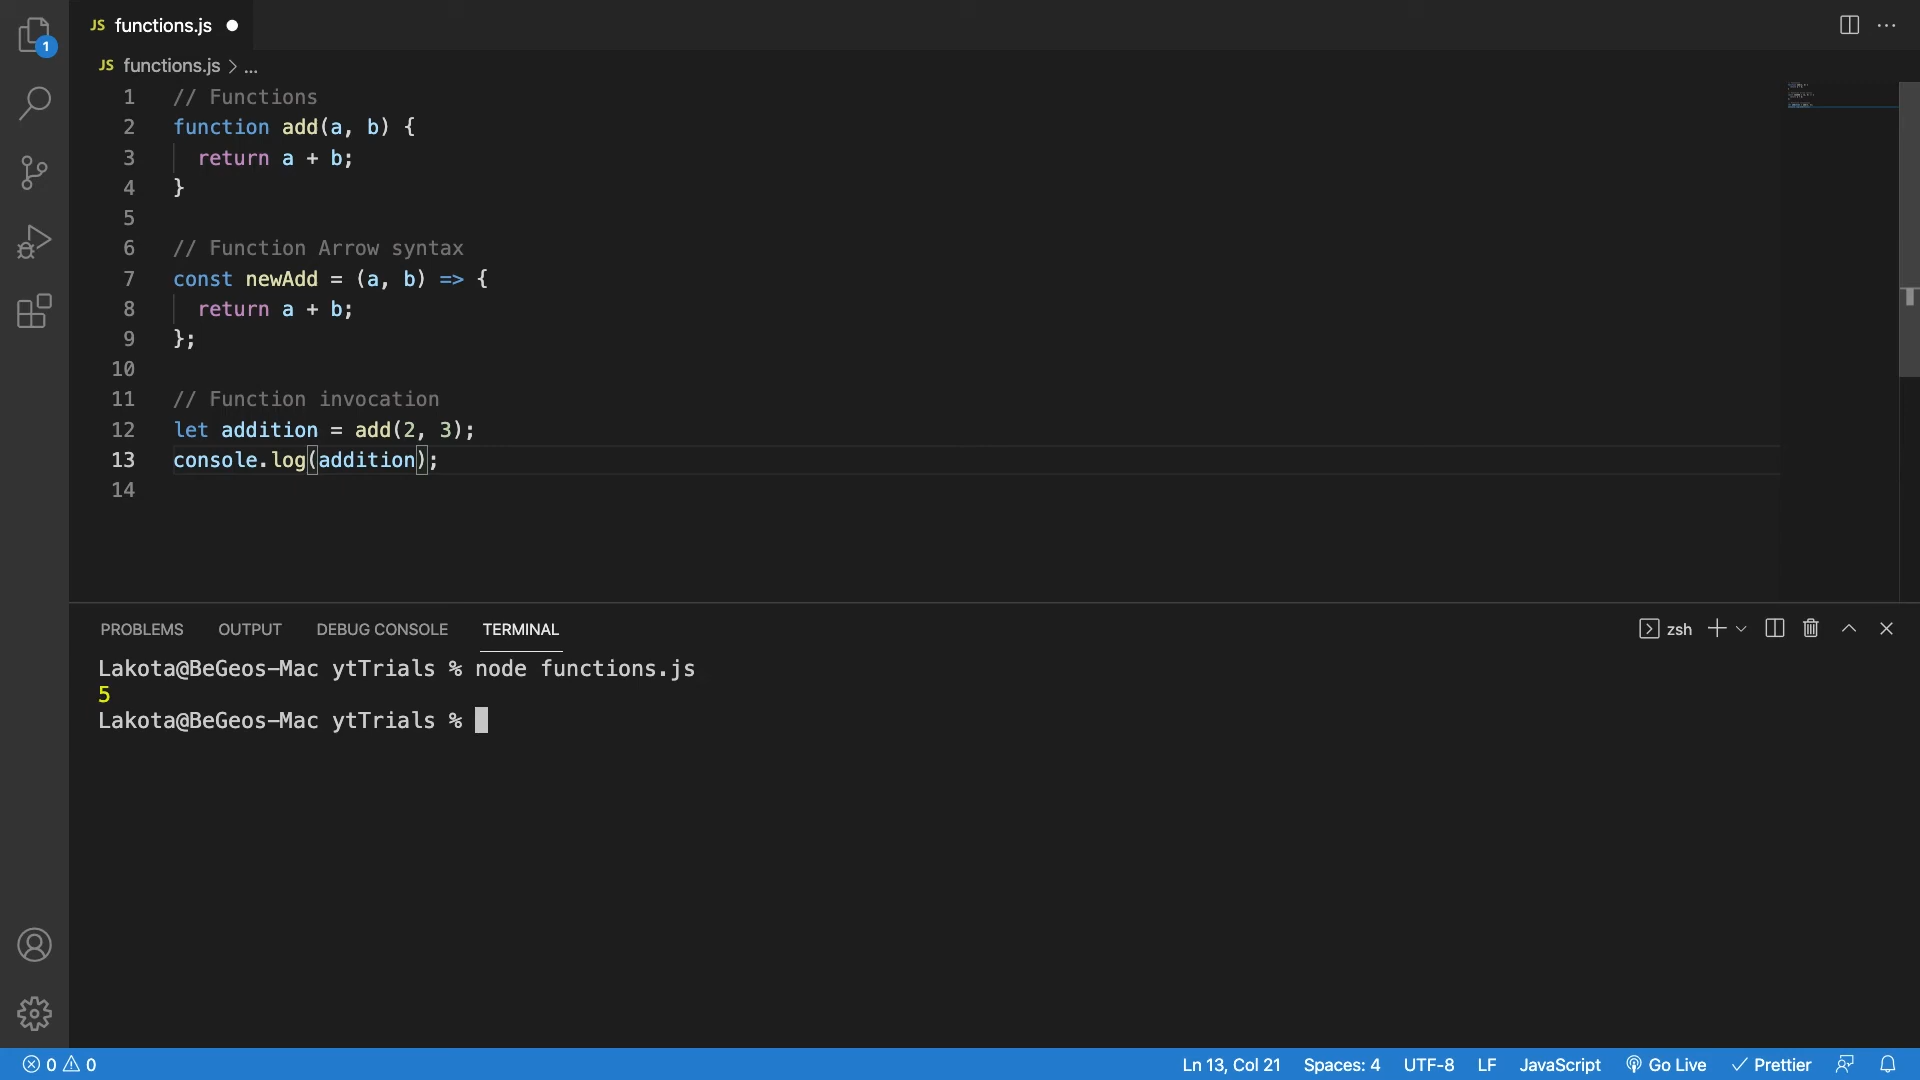 JS functions.js
JS functions.js > ...
1 // Functions
2 function add(a, b) {
3 return a + b;
4 }
5
6 // Function Arrow syntax
7 const newAdd = (a, b) => {
8 return a + b;
9 };
10
11 // Function invocation
12 let addition = add(2, 3);
13 console.log(addition);
14
1
PROBLEMS OUTPUT DEBUG CONSOLE TERMINAL zsh
Lakota@BeGeos-Mac ytTrials % node functions.js
5
Lakota@BeGeos-Mac ytTrials %
0 0 Ln 13, Col 21 Spaces: 4 UTF-8 LF JavaScript Go Live Prettier